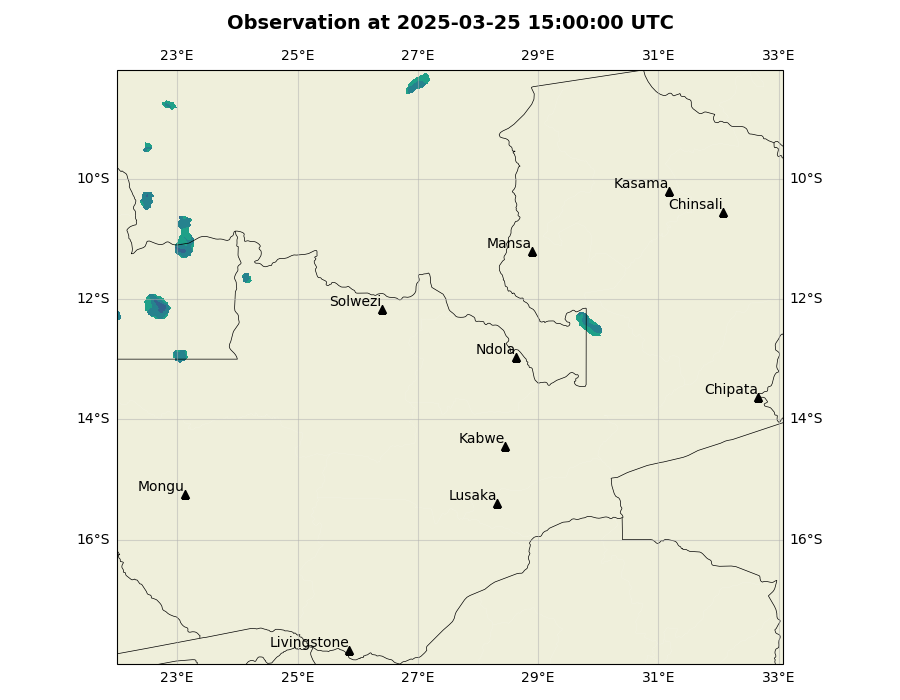 Observation at 2025-03-25 15:00:00 UTC
23°E 25°E 27°E 29°E 31°E 33°E
10°S 10°S
Kasama
Chinsali
Mansa
12°S 12°S
Solwezi
Ndola
Chipata
14°S 14°S
Kabwe
Mongu
Lusaka
16°S 16°S
Livingstone
23°E 25°E 27°E 29°E 31°E 33°E